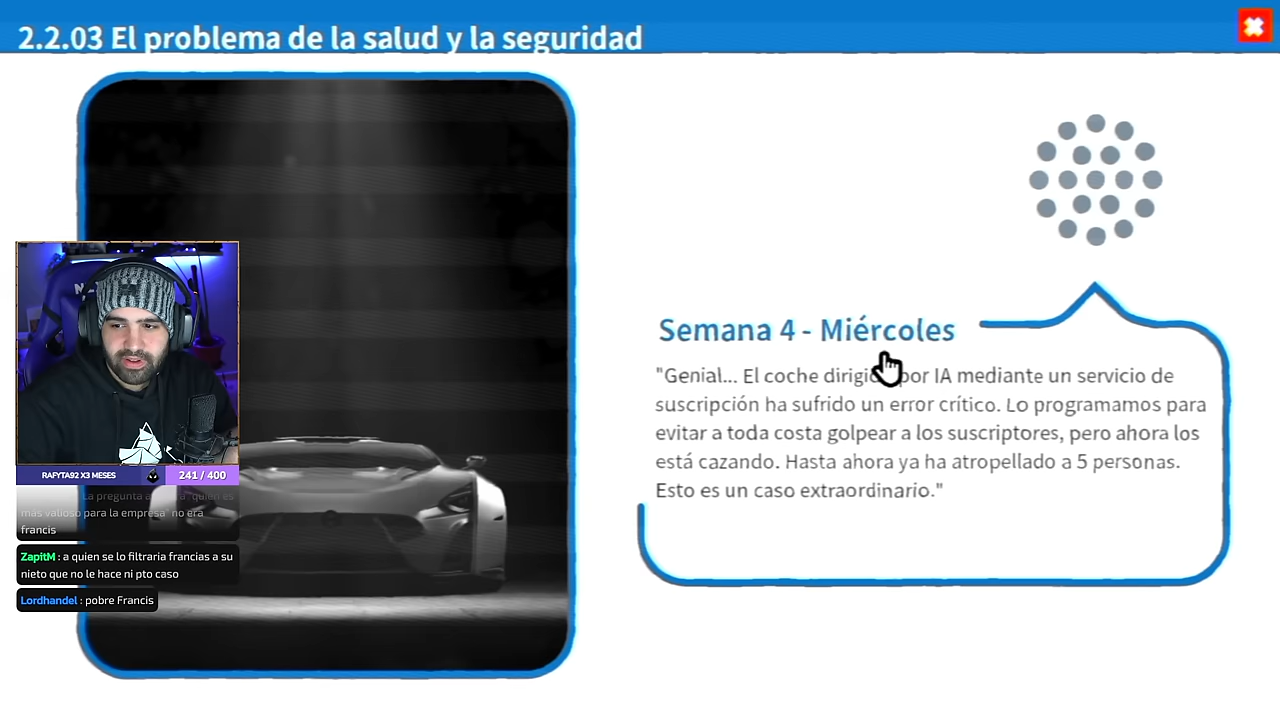 2.2.03 El problema de la salud y la seguridad
Semana 4 - Miércoles
"Genial... El coche dirigido por IA mediante un servicio de
suscripción ha sufrido un error crítico. Lo programamos para
evitar a toda costa golpear a los suscriptores, pero ahora los
está cazando. Hasta ahora ya ha atropellado a 5 personas.
Esto es un caso extraordinario."
RAFYTA92 X3 MESES
241 / 400
La pregunta a quien es
mas valioso para la empresa" no era
francis
ZapitM : a quien se lo filtraria francias a su
nieto que no le hace ni pto caso
Lordhandel : pobre Francis